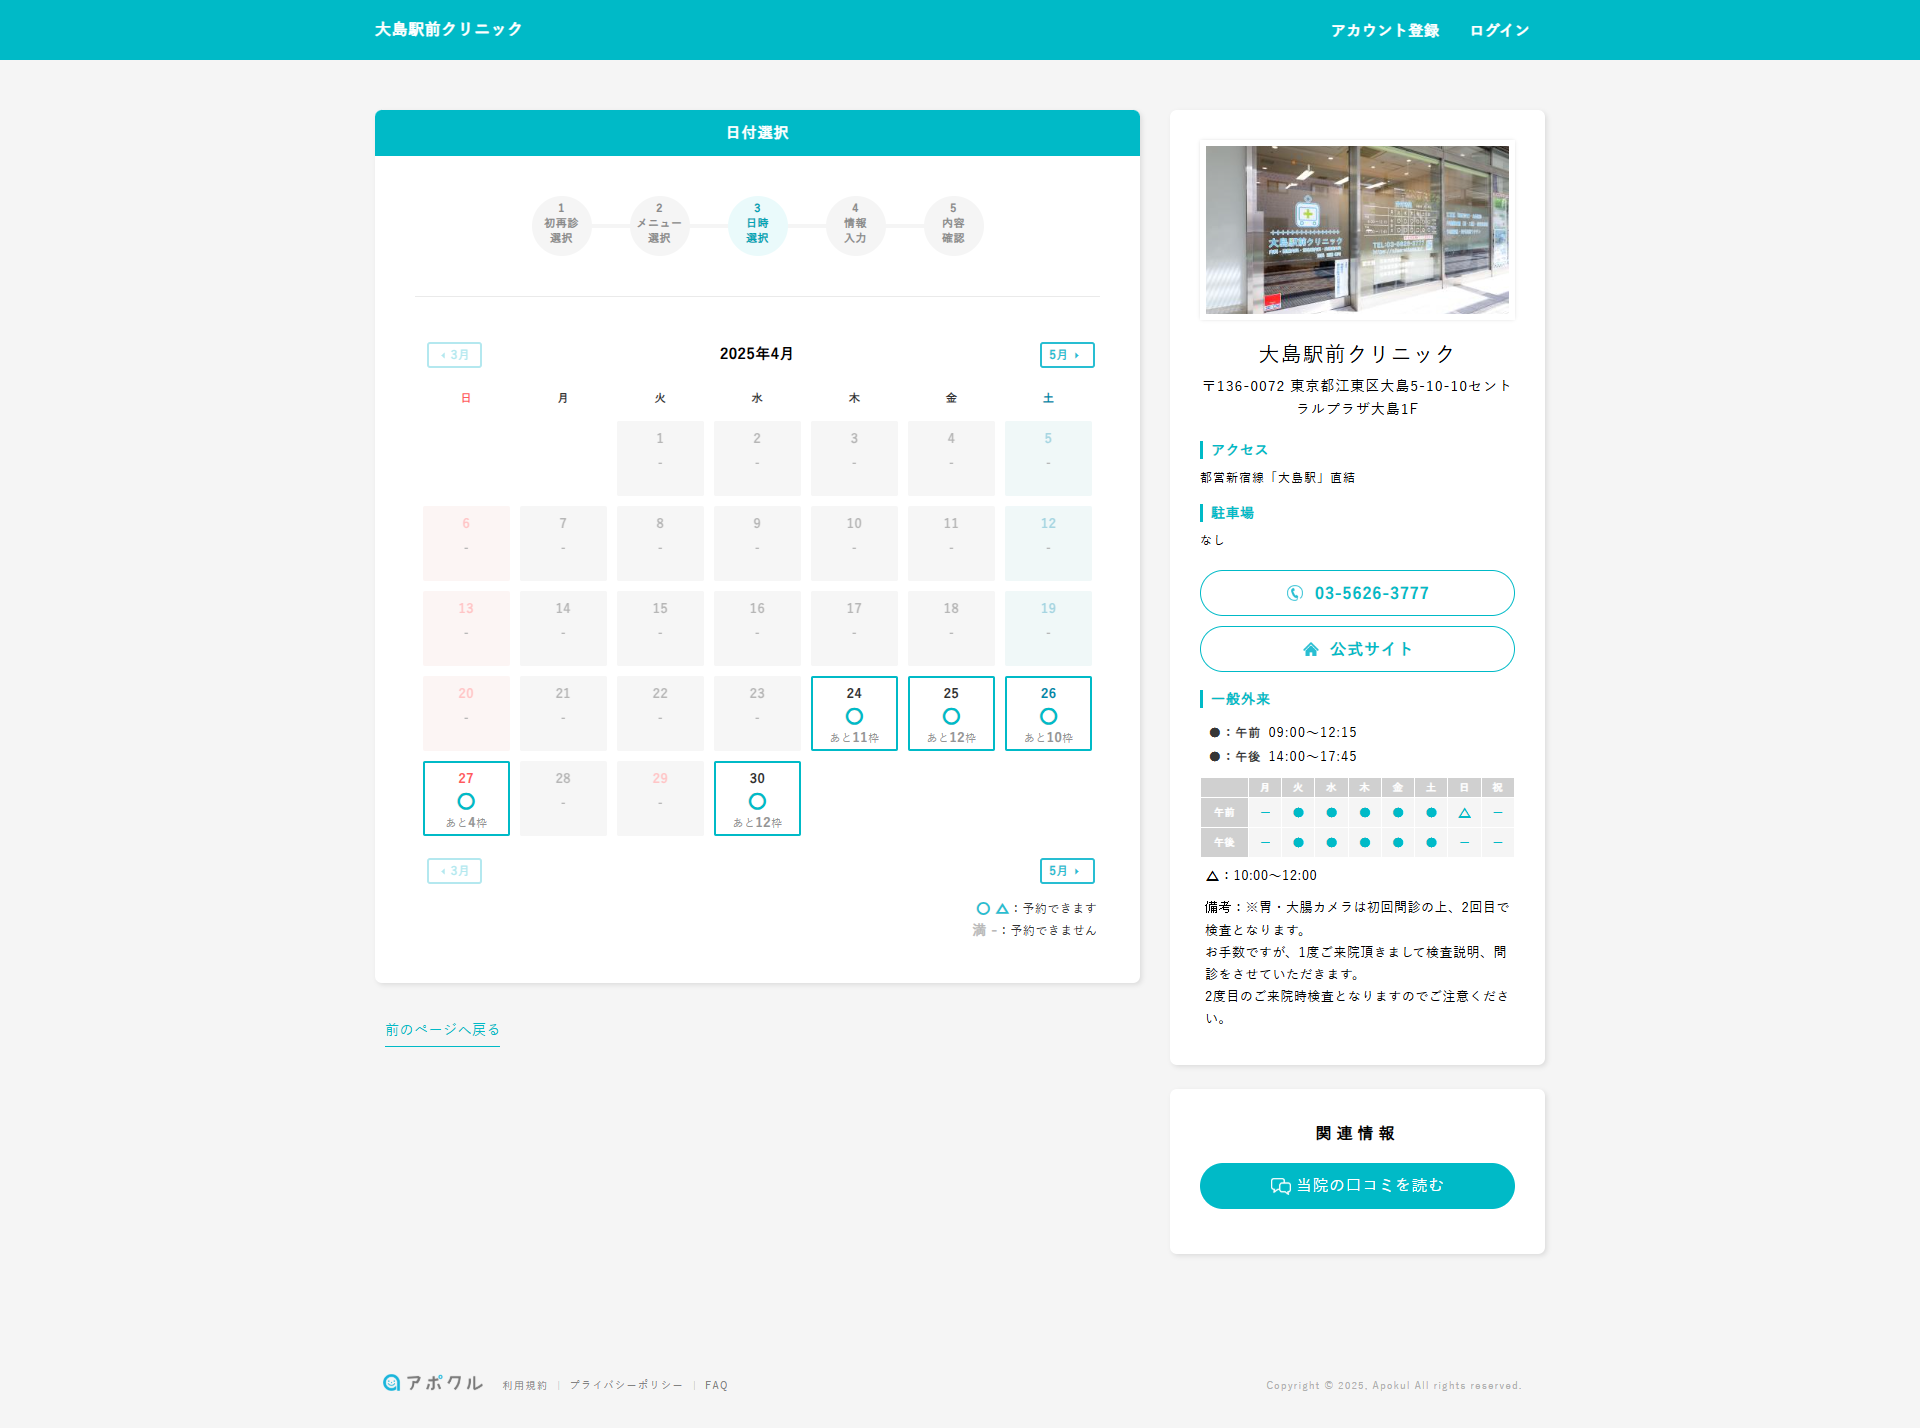 大島駅前クリニック
アカウント登録 ログイン
日付選択
1 初再診 選択
2 メニュー 選択
3 日時 選択
4 情報 入力
5 内容 確認
3月 2025年4月 5月
日 月 火 水 木 金 土
1 2 3 4 5
- - - - -
6 7 8 9 10 11 12
- - - - - - -
13 14 15 16 17 18 19
- - - - - - -
20 21 22 23 24 25 26
- - - - ○ ○ ○
あと11枠 あと12枠 あと10枠
27 28 29 30
○ - - ○
あと4枠 あと12枠
3月 5月
○ △：予約できます
満 -：予約できません
前のページへ戻る
大島駅前クリニック
TEL:03-5626-3777
大島駅前クリニック
〒136-0072 東京都江東区大島5-10-10セント
ラルプラザ大島1F
アクセス
都営新宿線「大島駅」直結
駐車場
なし
03-5626-3777
公式サイト
一般外来
●：午前 09:00〜12:15
●：午後 14:00〜17:45
月 火 水 木 金 土 日 祝
午前 － ● ● ● ● ● △ －
午後 － ● ● ● ● ● － －
△：10:00〜12:00
備考：※胃・大腸カメラは初回問診の上、2回目で
検査となります。
お手数ですが、1度ご来院頂きまして検査説明、問
診をさせていただきます。
2度目のご来院時検査となりますのでご注意くださ
い。
関連情報
当院の口コミを読む
アポクル 利用規約 | プライバシーポリシー | FAQ
Copyright © 2025, Apokul All rights reserved.